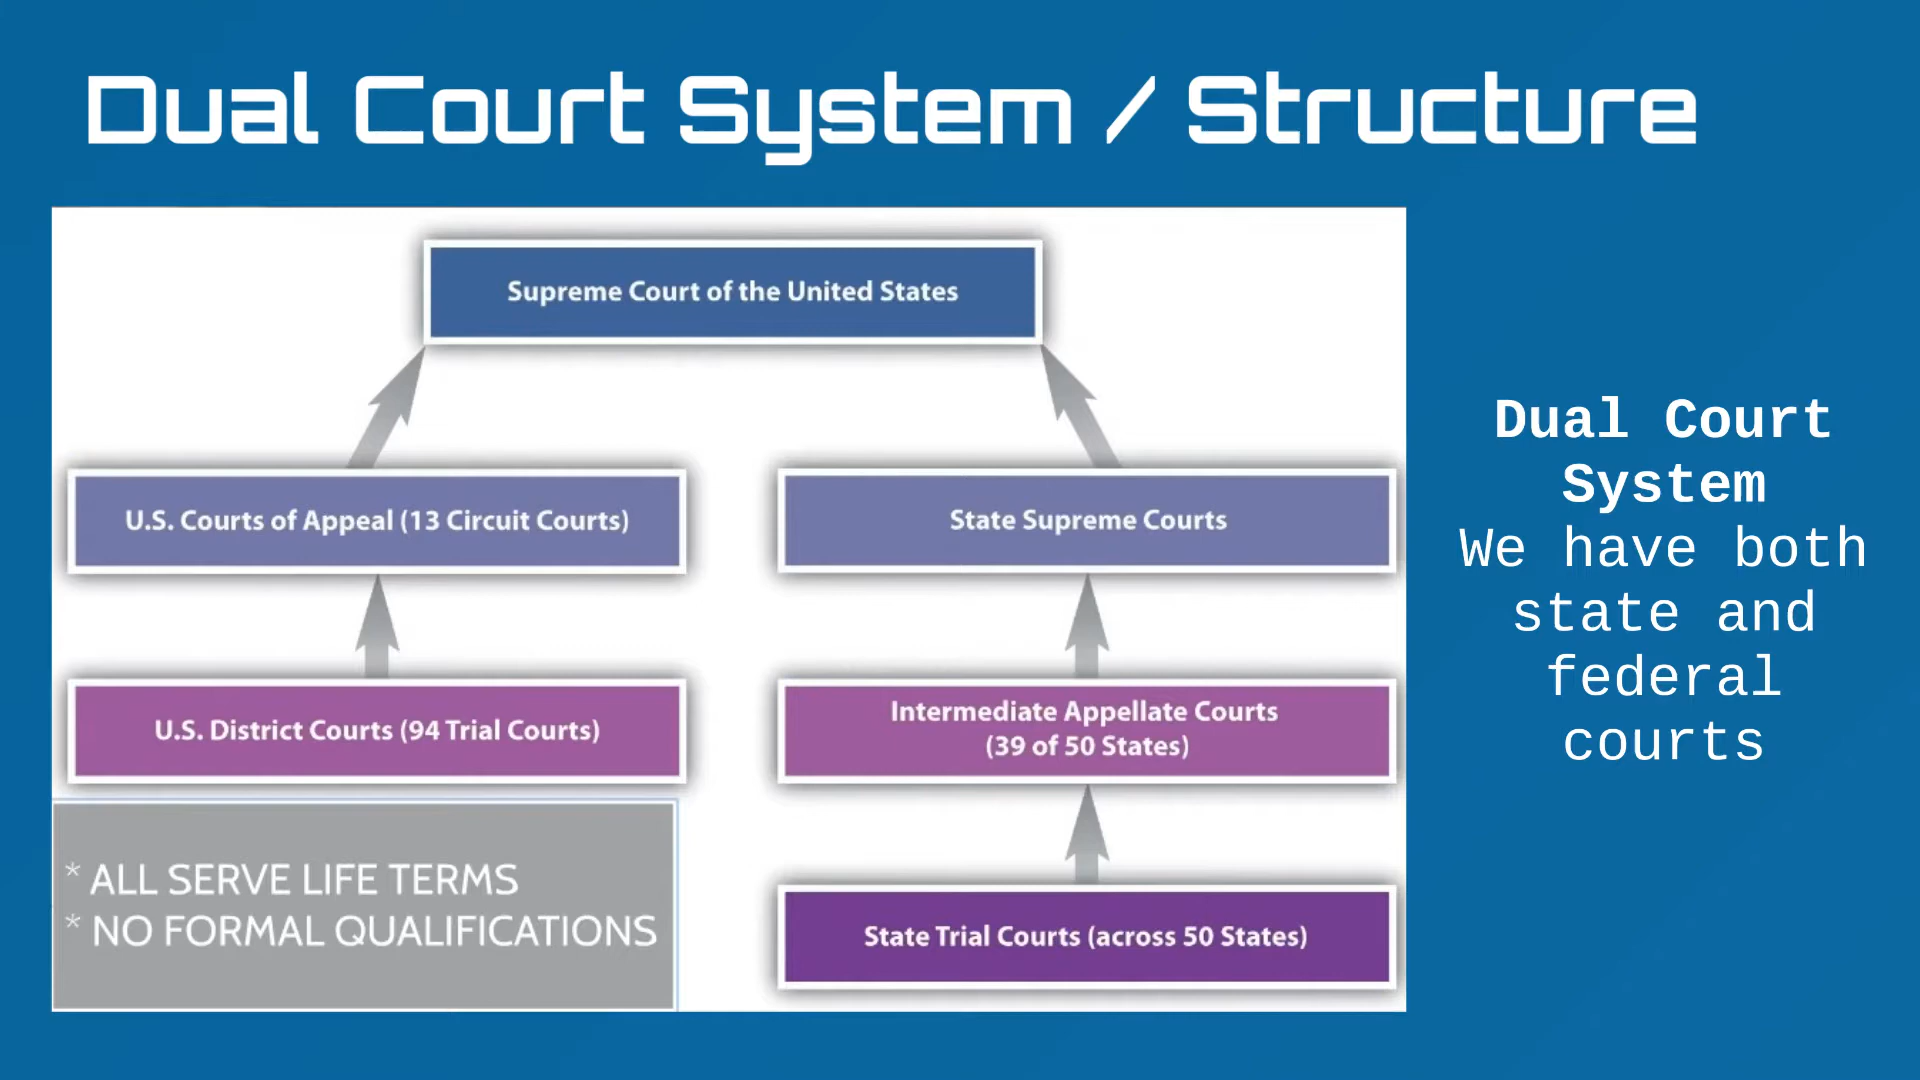 Dual Court System / Structure
Supreme Court of the United States
U.S. Courts of Appeal (13 Circuit Courts)
State Supreme Courts
U.S. District Courts (94 Trial Courts)
Intermediate Appellate Courts
(39 of 50 States)
* ALL SERVE LIFE TERMS
* NO FORMAL QUALIFICATIONS
State Trial Courts (across 50 States)
Dual Court
System
We have both
state and
federal
courts